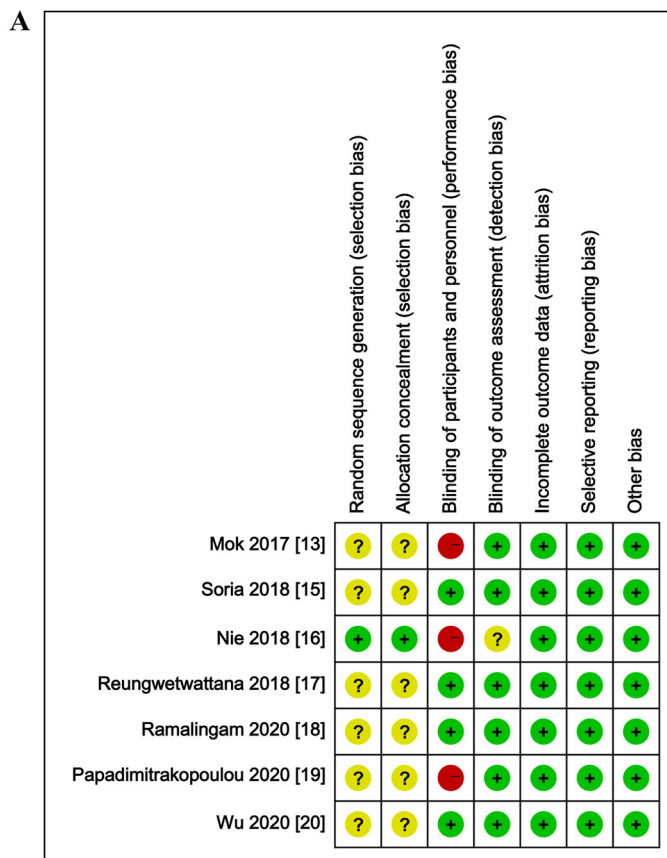 A
Random sequence generation (selection bias)
Allocation concealment (selection bias)
Blinding of participants and personnel (performance bias)
Blinding of outcome assessment (detection bias)
Incomplete outcome data (attrition bias)
Selective reporting (reporting bias)
Other bias
Mok 2017 [13] ? ? – + + + +
Soria 2018 [15] ? ? + + + + +
Nie 2018 [16] + + – ? + + +
Reungwetwattana 2018 [17] ? ? + + + + +
Ramalingam 2020 [18] ? ? + + + + +
Papadimitrakopoulou 2020 [19] ? ? – + + + +
Wu 2020 [20] ? ? + + + + +